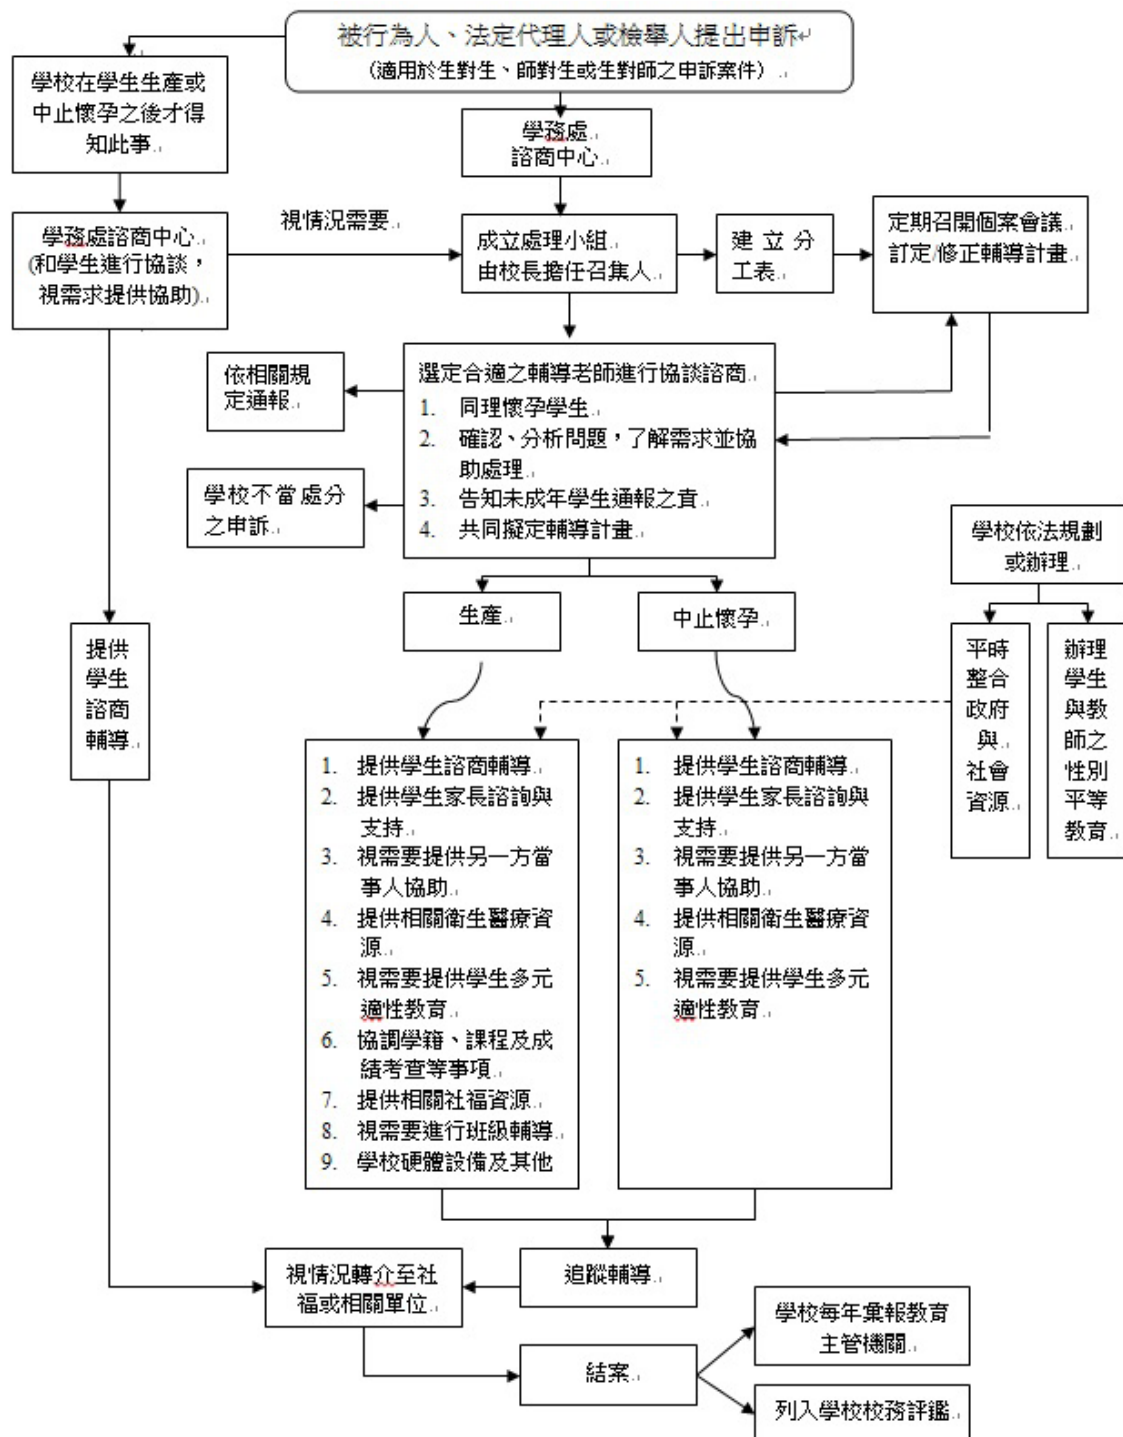 被行為人、法定代理人或檢舉人提出申訴
(適用於生對生、師對生或生對師之申訴案件)
學校在學生生產或
中止懷孕之後才得
知此事
學務處
諮商中心
學務處諮商中心
(和學生進行協談，
視需求提供協助)
視情況需要
成立處理小組
由校長擔任召集人
建立分
工表
定期召開個案會議
訂定/修正輔導計畫
依相關規
定通報
選定合適之輔導老師進行協談諮商
1. 同理懷孕學生
2. 確認、分析問題，了解需求並協
助處理
3. 告知未成年學生通報之責
4. 共同擬定輔導計畫
學校不當處分
之申訴
學校依法規劃
或辦理
生產
中止懷孕
提供
學生
諮商
輔導
平時
整合
政府
與
社會
資源
辦理
學生
與教
師之
性別
平等
教育
1. 提供學生諮商輔導
2. 提供學生家長諮詢與
支持
3. 視需要提供另一方當
事人協助
4. 提供相關衛生醫療資
源
5. 視需要提供學生多元
適性教育
6. 協調學籍、課程及成
績考查等事項
7. 提供相關社福資源
8. 視需要進行班級輔導
9. 學校硬體設備及其他
1. 提供學生諮商輔導
2. 提供學生家長諮詢與
支持
3. 視需要提供另一方當
事人協助
4. 提供相關衛生醫療資
源
5. 視需要提供學生多元
適性教育
視情況轉介至社
福或相關單位
追蹤輔導
結案
學校每年彙報教育
主管機關
列入學校校務評鑑